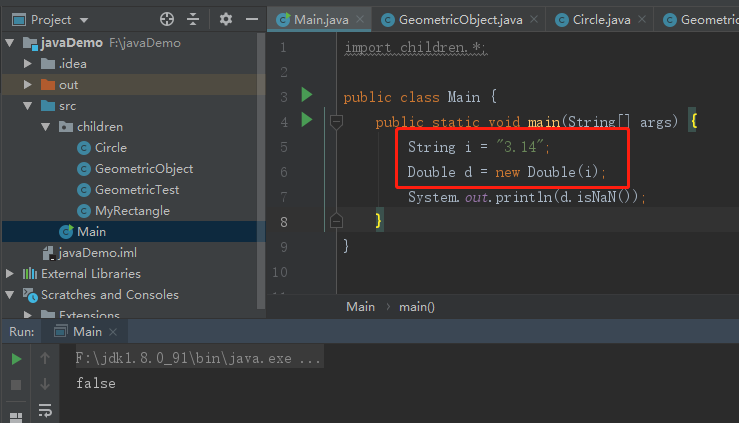 Project
Main.java
GeometricObject.java
Circle.java
Geometri
javaDemo F:\javaDemo
.idea
out
src
children
Circle
GeometricObject
GeometricTest
MyRectangle
Main
javaDemo.iml
External Libraries
Scratches and Consoles
Extensions
1 import children.*;
2
3 public class Main {
4 public static void main(String[] args) {
5 String i = "3.14";
6 Double d = new Double(i);
7 System.out.println(d.isNaN());
8 }
9 }
10
Main main()
Run: Main
F:\jdk1.8.0_91\bin\java.exe ...
false